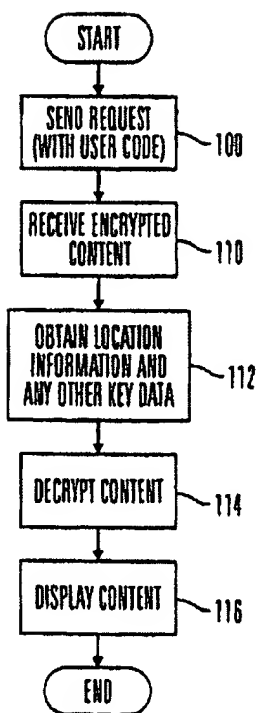 START
SEND REQUEST
(WITH USER CODE)
100
RECEIVE ENCRYPTED
CONTENT
110
OBTAIN LOCATION
INFORMATION AND
ANY OTHER KEY DATA
112
DECRYPT CONTENT
114
DISPLAY CONTENT
116
END